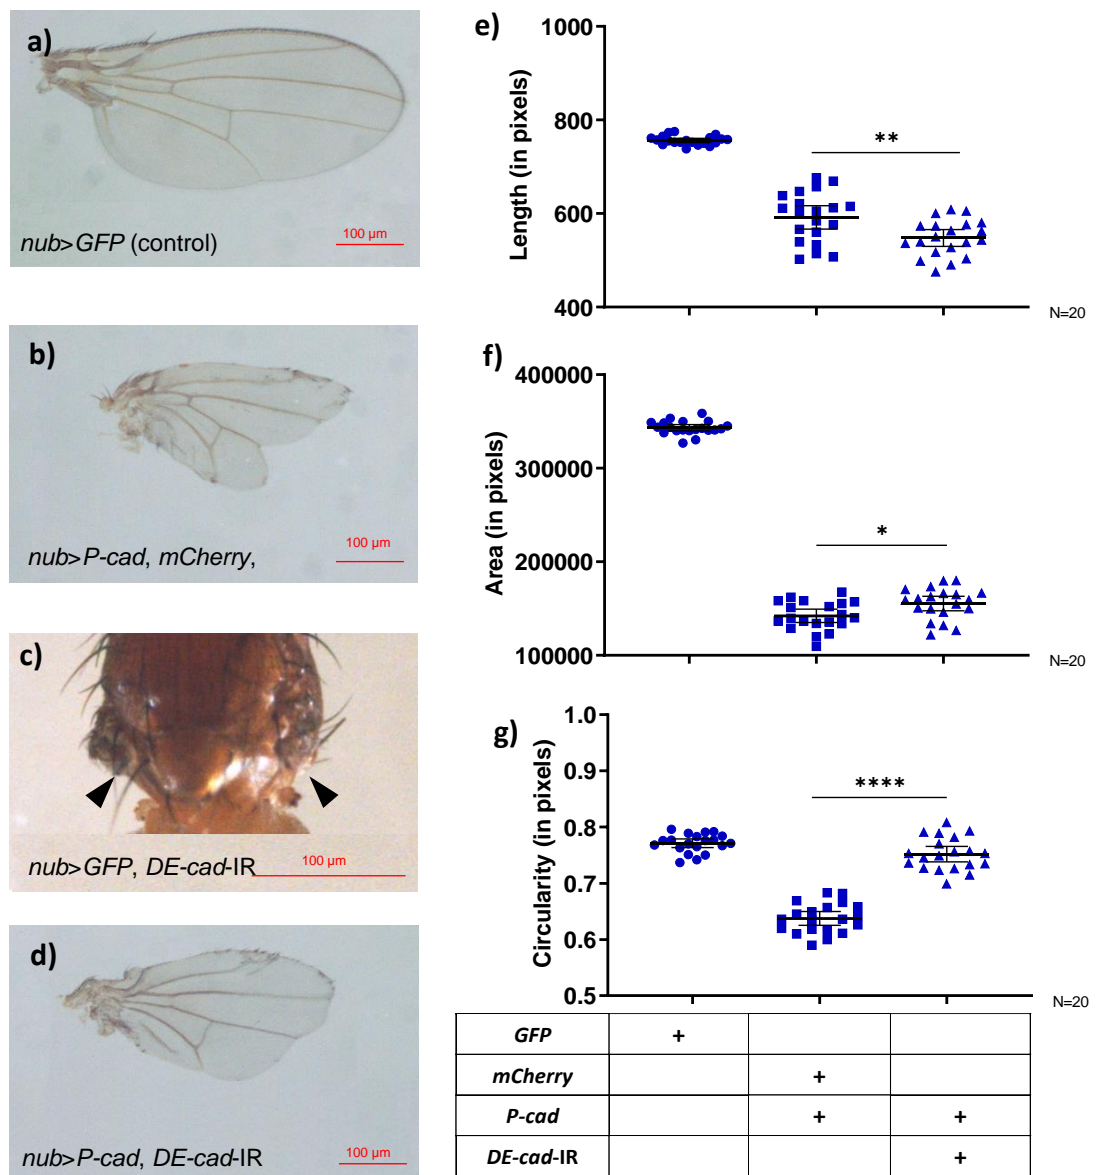 a)
nub>GFP (control)
100 µm
b)
nub>P-cad, mCherry,
100 µm
c)
nub>GFP, DE-cad-IR
100 µm
d)
nub>P-cad, DE-cad-IR
100 µm
e)
Length (in pixels)
1000
800
600
400
**
N=20
f)
Area (in pixels)
400000
300000
200000
100000
*
N=20
g)
Circularity (in pixels)
1.0
0.9
0.8
0.7
0.6
0.5
****
N=20
GFP +
mCherry +
P-cad + +
DE-cad-IR +